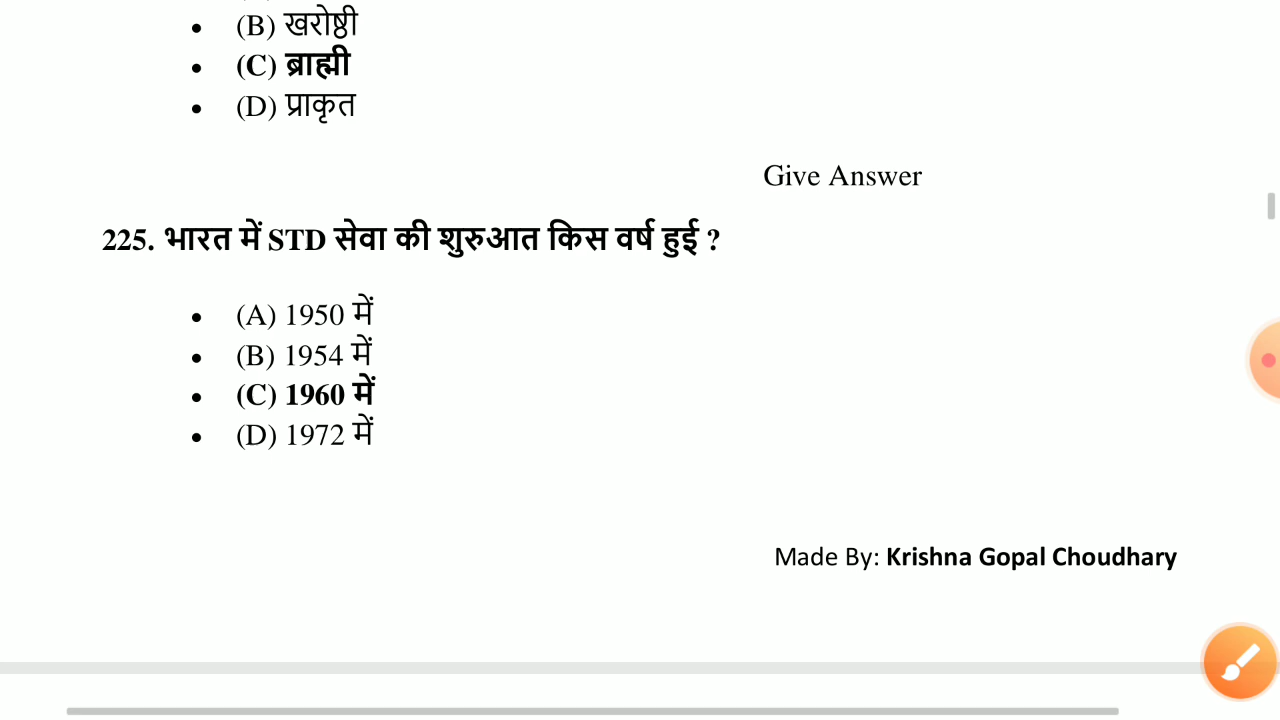 (B) खरोष्ठी
(C) ब्राह्मी
(D) प्राकृत
Give Answer
225. भारत में STD सेवा की शुरुआत किस वर्ष हुई ?
(A) 1950 में
(B) 1954 में
(C) 1960 में
(D) 1972 में
Made By: Krishna Gopal Choudhary